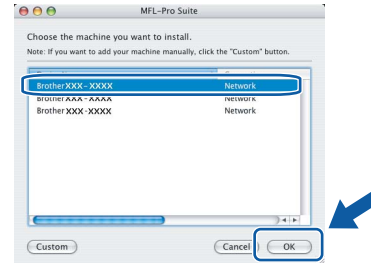 MFL-Pro Suite
Choose the machine you want to install.
Note: If you want to add your machine manually, click the "Custom" button.
Brother XXX-XXXX Network
Brother XXX-XXXX Network
Brother XXX-XXXX Network
Custom Cancel OK